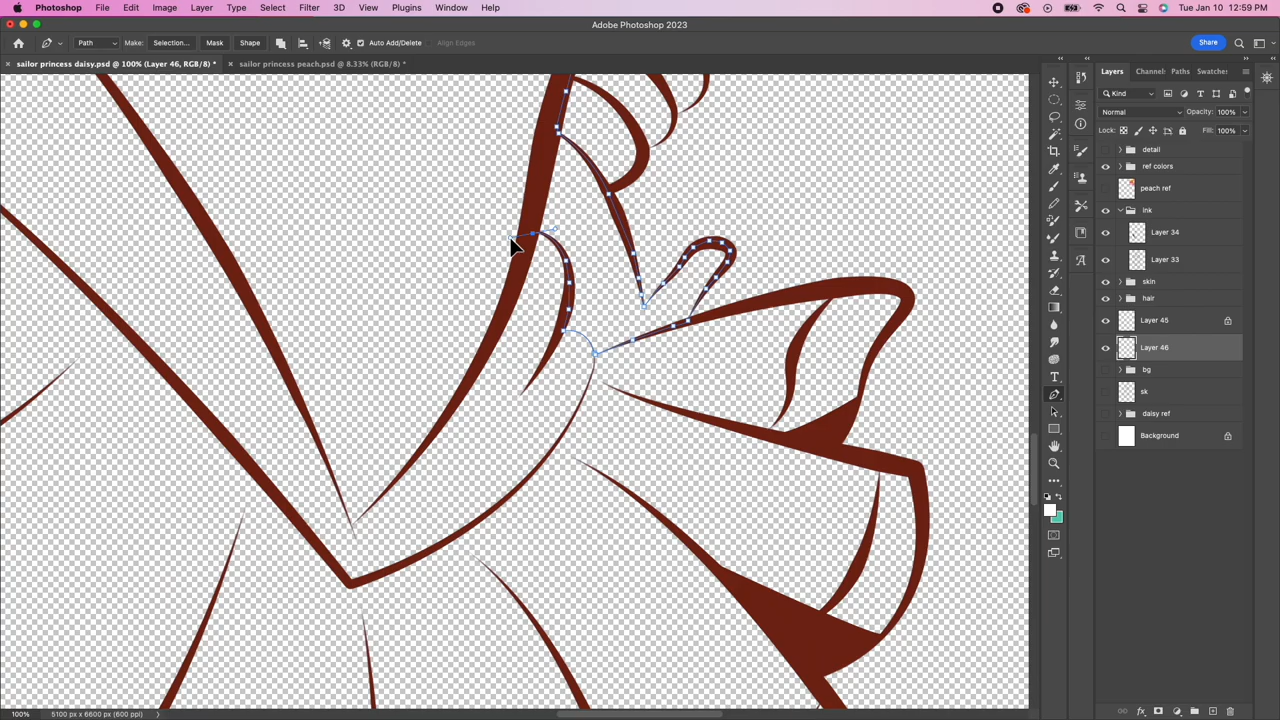 Photoshop File Edit Image Layer Type Select Filter 3D View Plugins Window Help Tue Jan 10 12:59 PM
Adobe Photoshop 2023
Path Make: Selection... Mask Shape Auto Add/Delete Align Edges Share
sailor princess daisy.psd @ 100% (Layer 46, RGB/8) * sailor princess peach.psd @ 8.33% (RGB/8) *
Layers Channel: Paths Swatche:
Kind
Normal Opacity: 100%
Lock: Fill: 100%
detail
ref colors
peach ref
ink
Layer 34
Layer 33
skin
hair
Layer 45
Layer 46
bg
sk
daisy ref
Background
100% 5100 px x 6600 px (600 ppi)